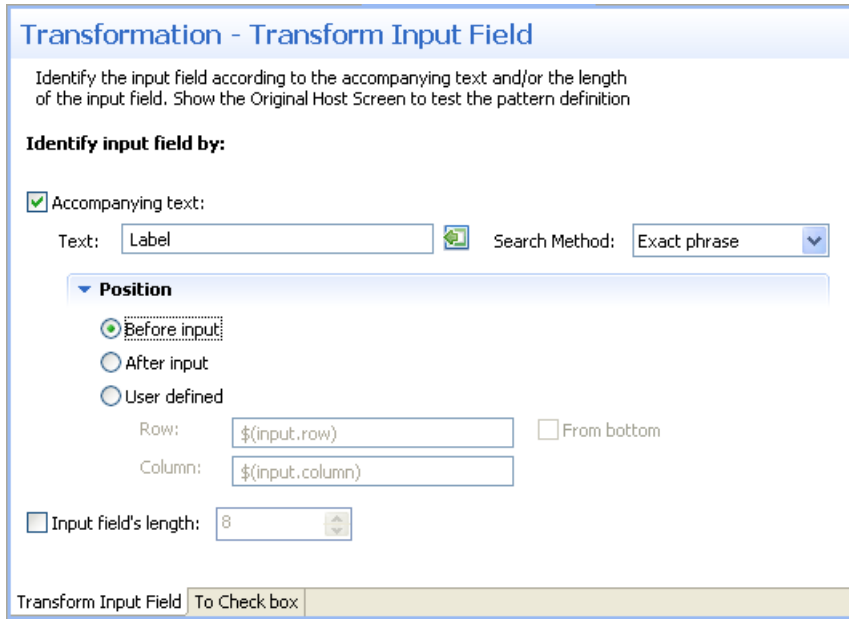 Transformation - Transform Input Field
Identify the input field according to the accompanying text and/or the length
of the input field. Show the Original Host Screen to test the pattern definition
Identify input field by:
Accompanying text:
Text: Label Search Method: Exact phrase
Position
Before input
After input
User defined
Row: $(input.row) From bottom
Column: $(input.column)
Input field's length: 8
Transform Input Field To Check box